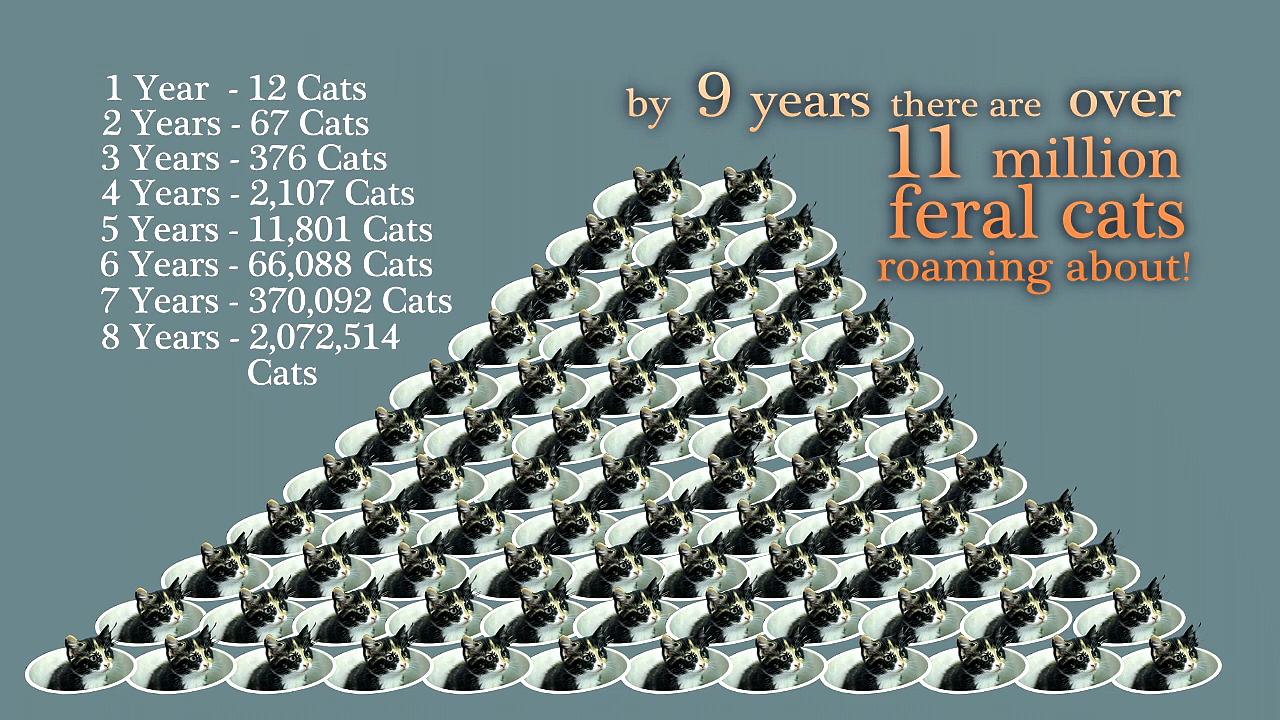 1 Year - 12 Cats
2 Years - 67 Cats
3 Years - 376 Cats
4 Years - 2,107 Cats
5 Years - 11,801 Cats
6 Years - 66,088 Cats
7 Years - 370,092 Cats
8 Years - 2,072,514
Cats
by 9 years there are over
11 million
feral cats
roaming about!